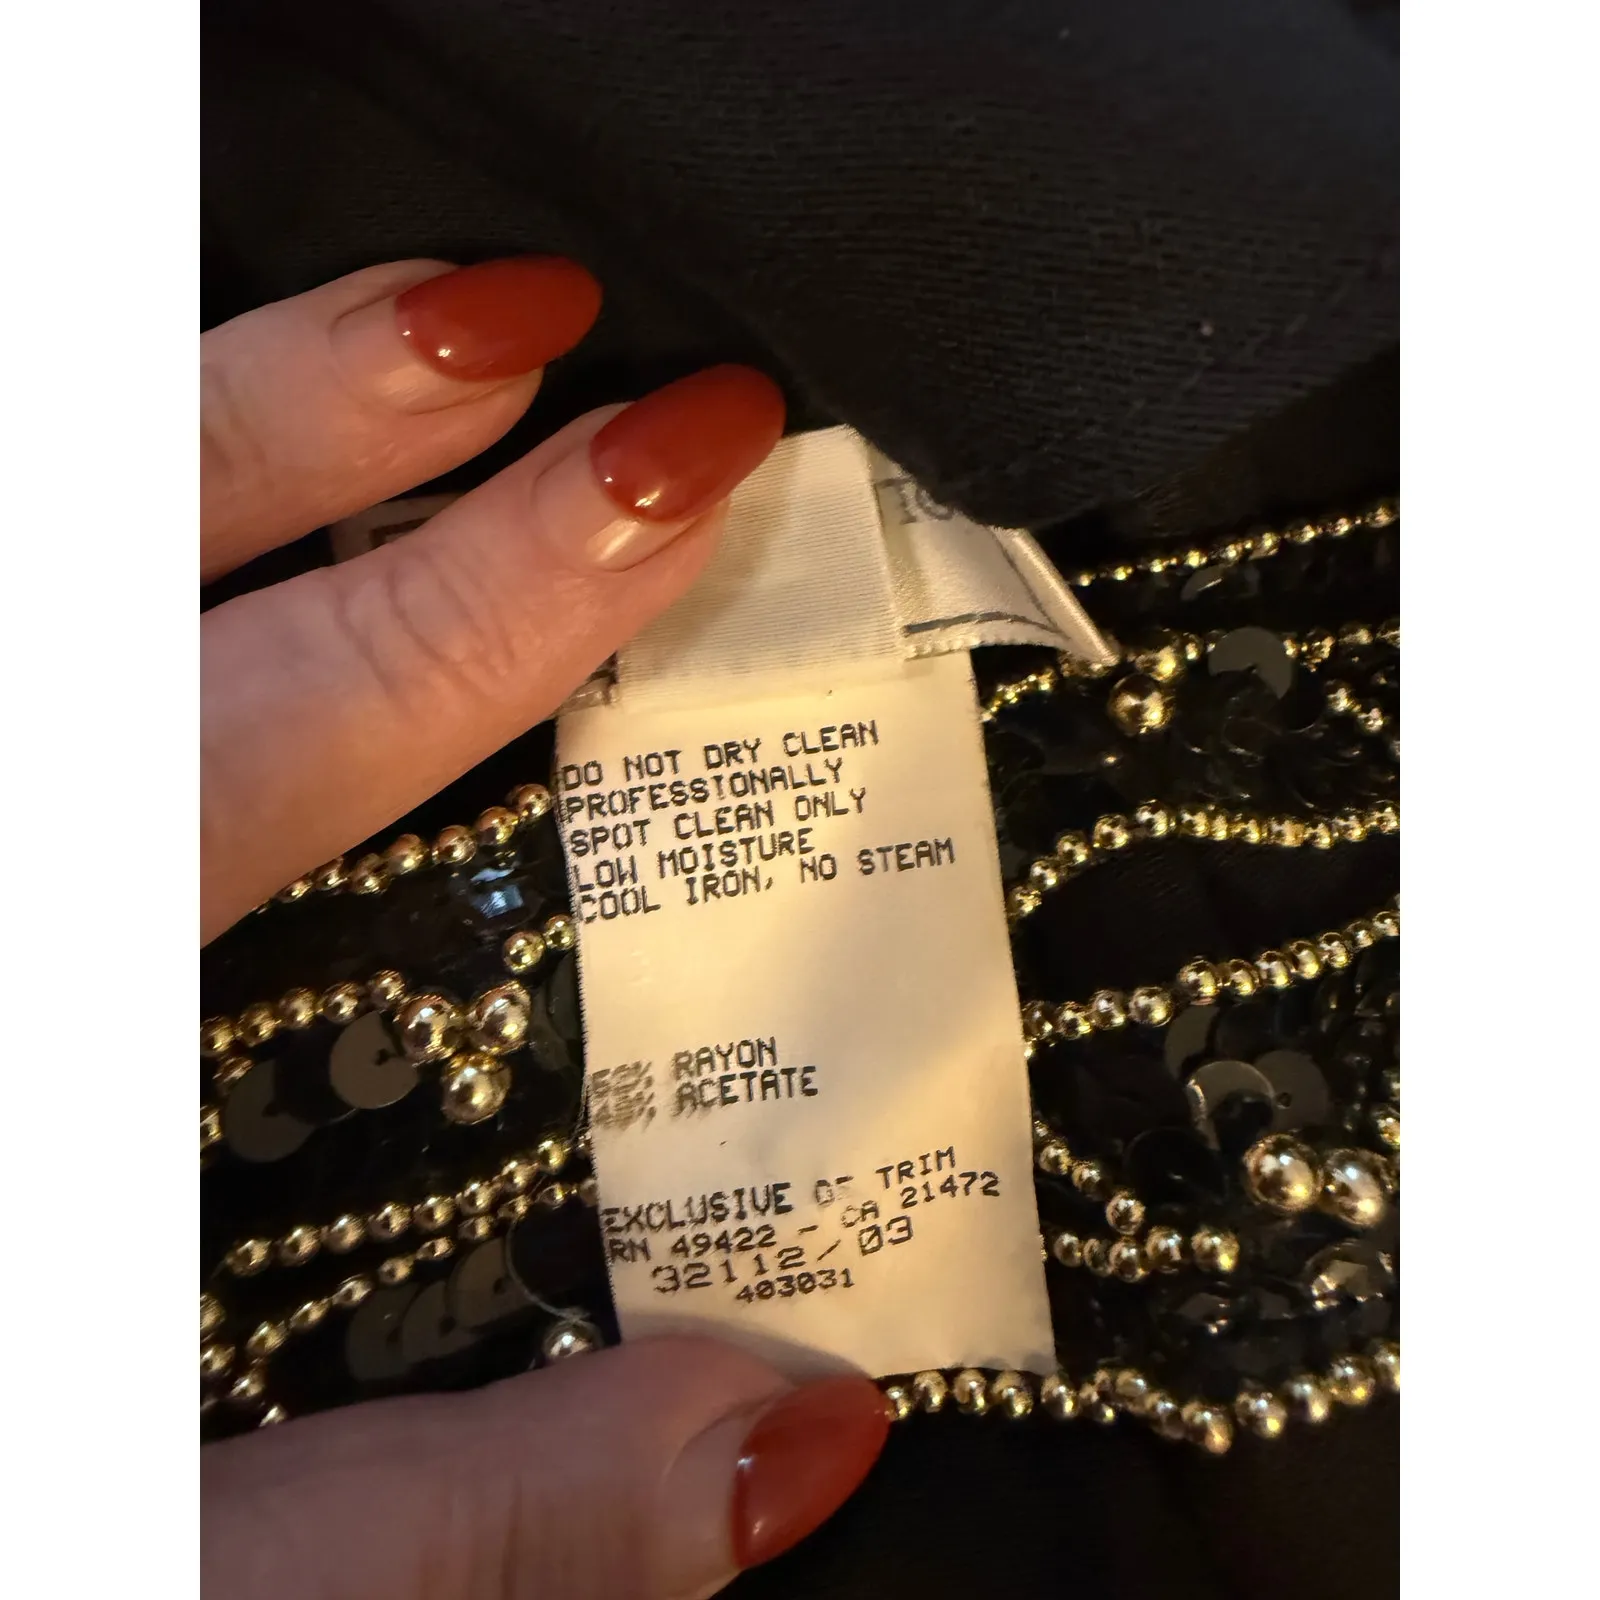 DO NOT DRY CLEAN
PROFESSIONALLY
SPOT CLEAN ONLY
LOW MOISTURE
COOL IRON, NO STEAM
RAYON
ACETATE
EXCLUSIVE OF TRIM
RN 49422 - CA 21472
32112/03
403031